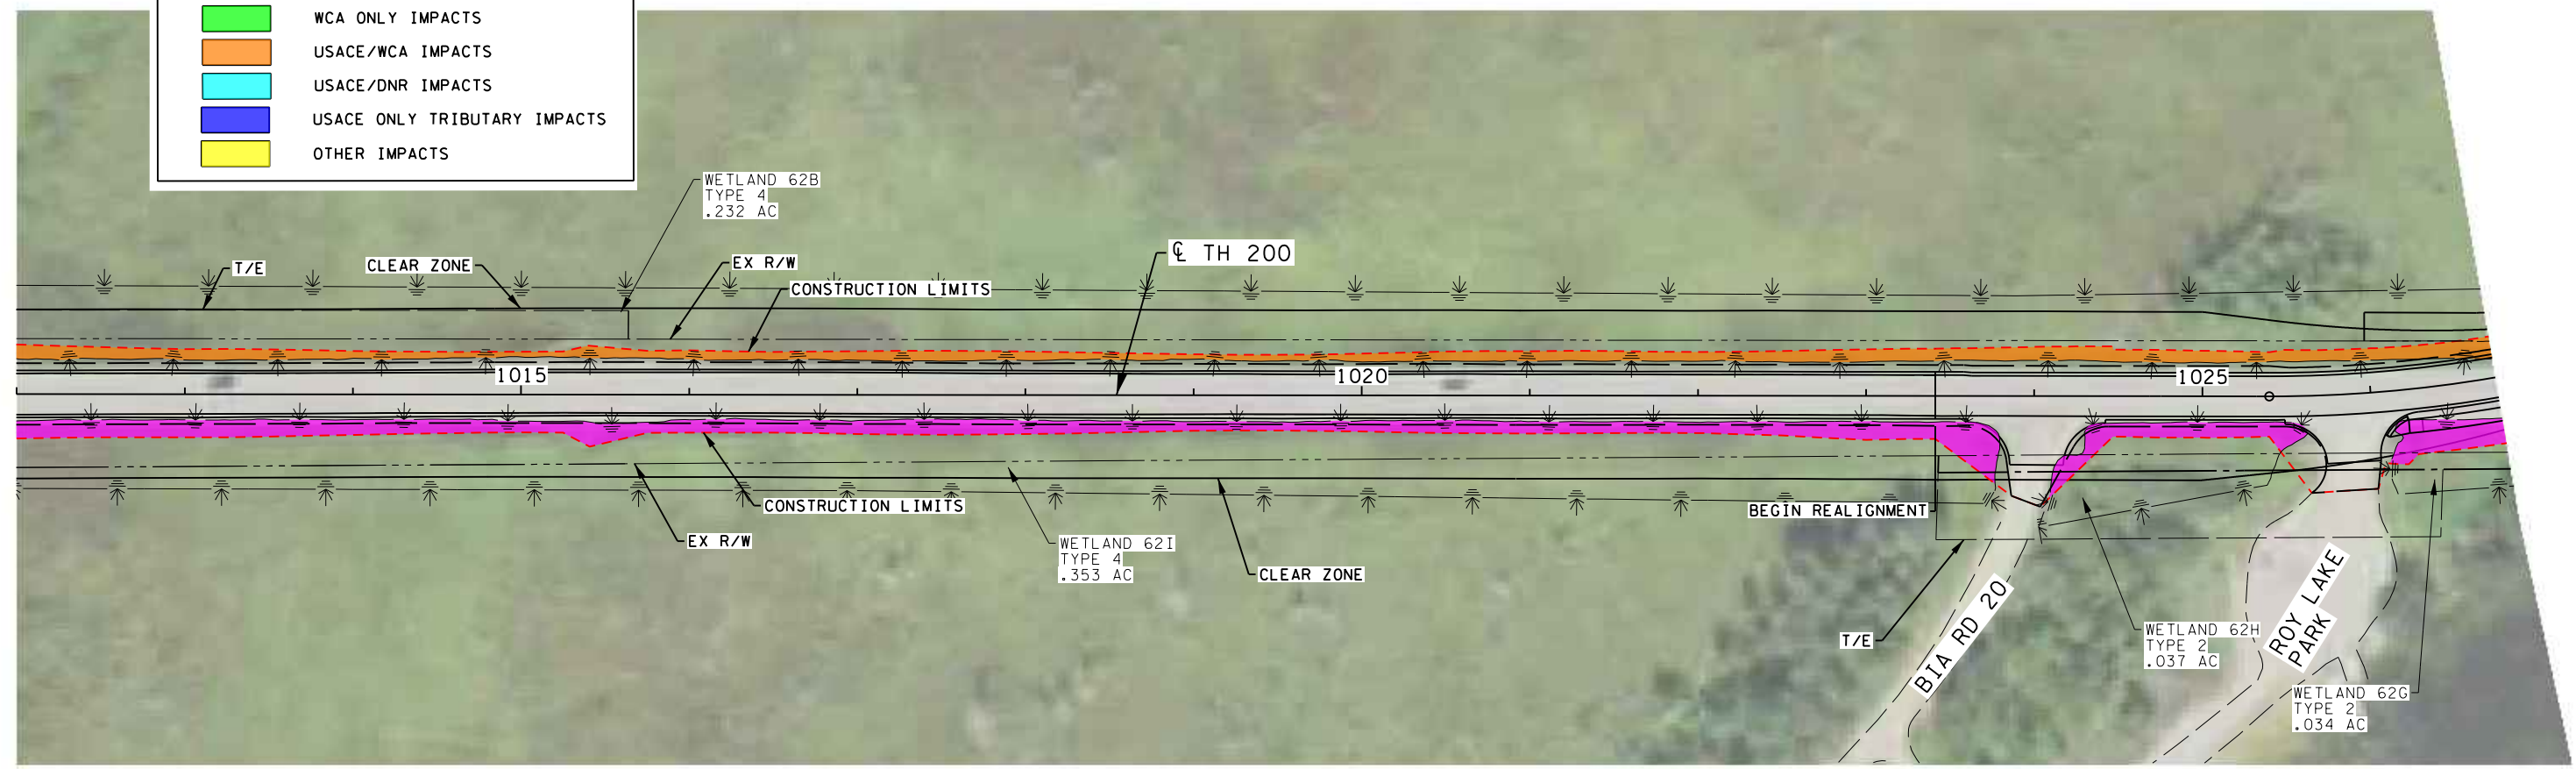 WCA ONLY IMPACTS
USACE/WCA IMPACTS
USACE/DNR IMPACTS
USACE ONLY TRIBUTARY IMPACTS
OTHER IMPACTS
WETLAND 62B
TYPE 4
.232 AC
T/E
CLEAR ZONE
EX R/W
CONSTRUCTION LIMITS
℄ TH 200
1015
1020
1025
CONSTRUCTION LIMITS
EX R/W
WETLAND 62I
TYPE 4
.353 AC
CLEAR ZONE
BEGIN REALIGNMENT
T/E
BIA RD 20
WETLAND 62H
TYPE 2
.037 AC
ROY LAKE
PARK
WETLAND 62G
TYPE 2
.034 AC